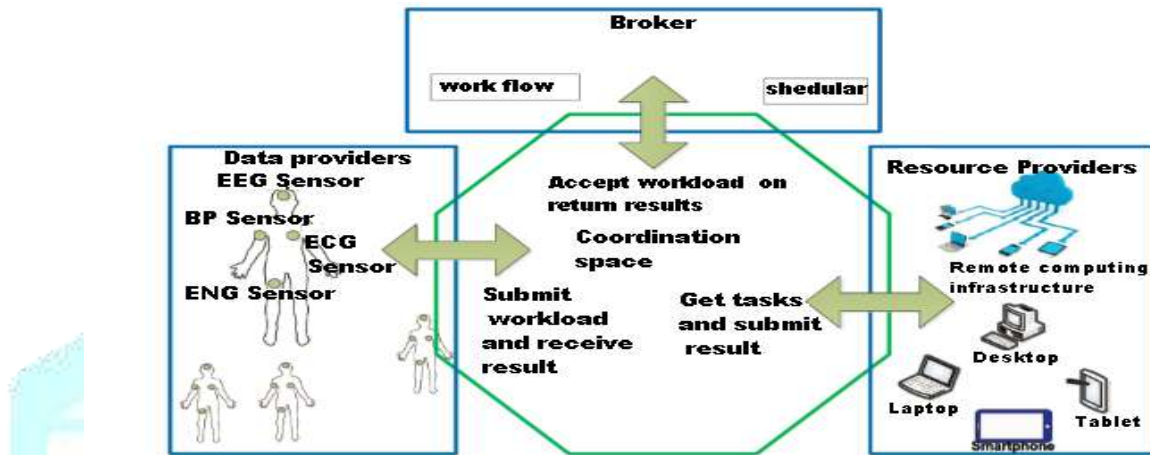 Broker
work flow
shedular
Data providers
EEG Sensor
BP Sensor
ECG
Sensor
ENG Sensor
Accept workload on
return results
Coordination
space
Submit
workload
and receive
result
Get tasks
and submit
result
Resource Providers
Remote computing
infrastructure
Desktop
Laptop
Tablet
Smartphone